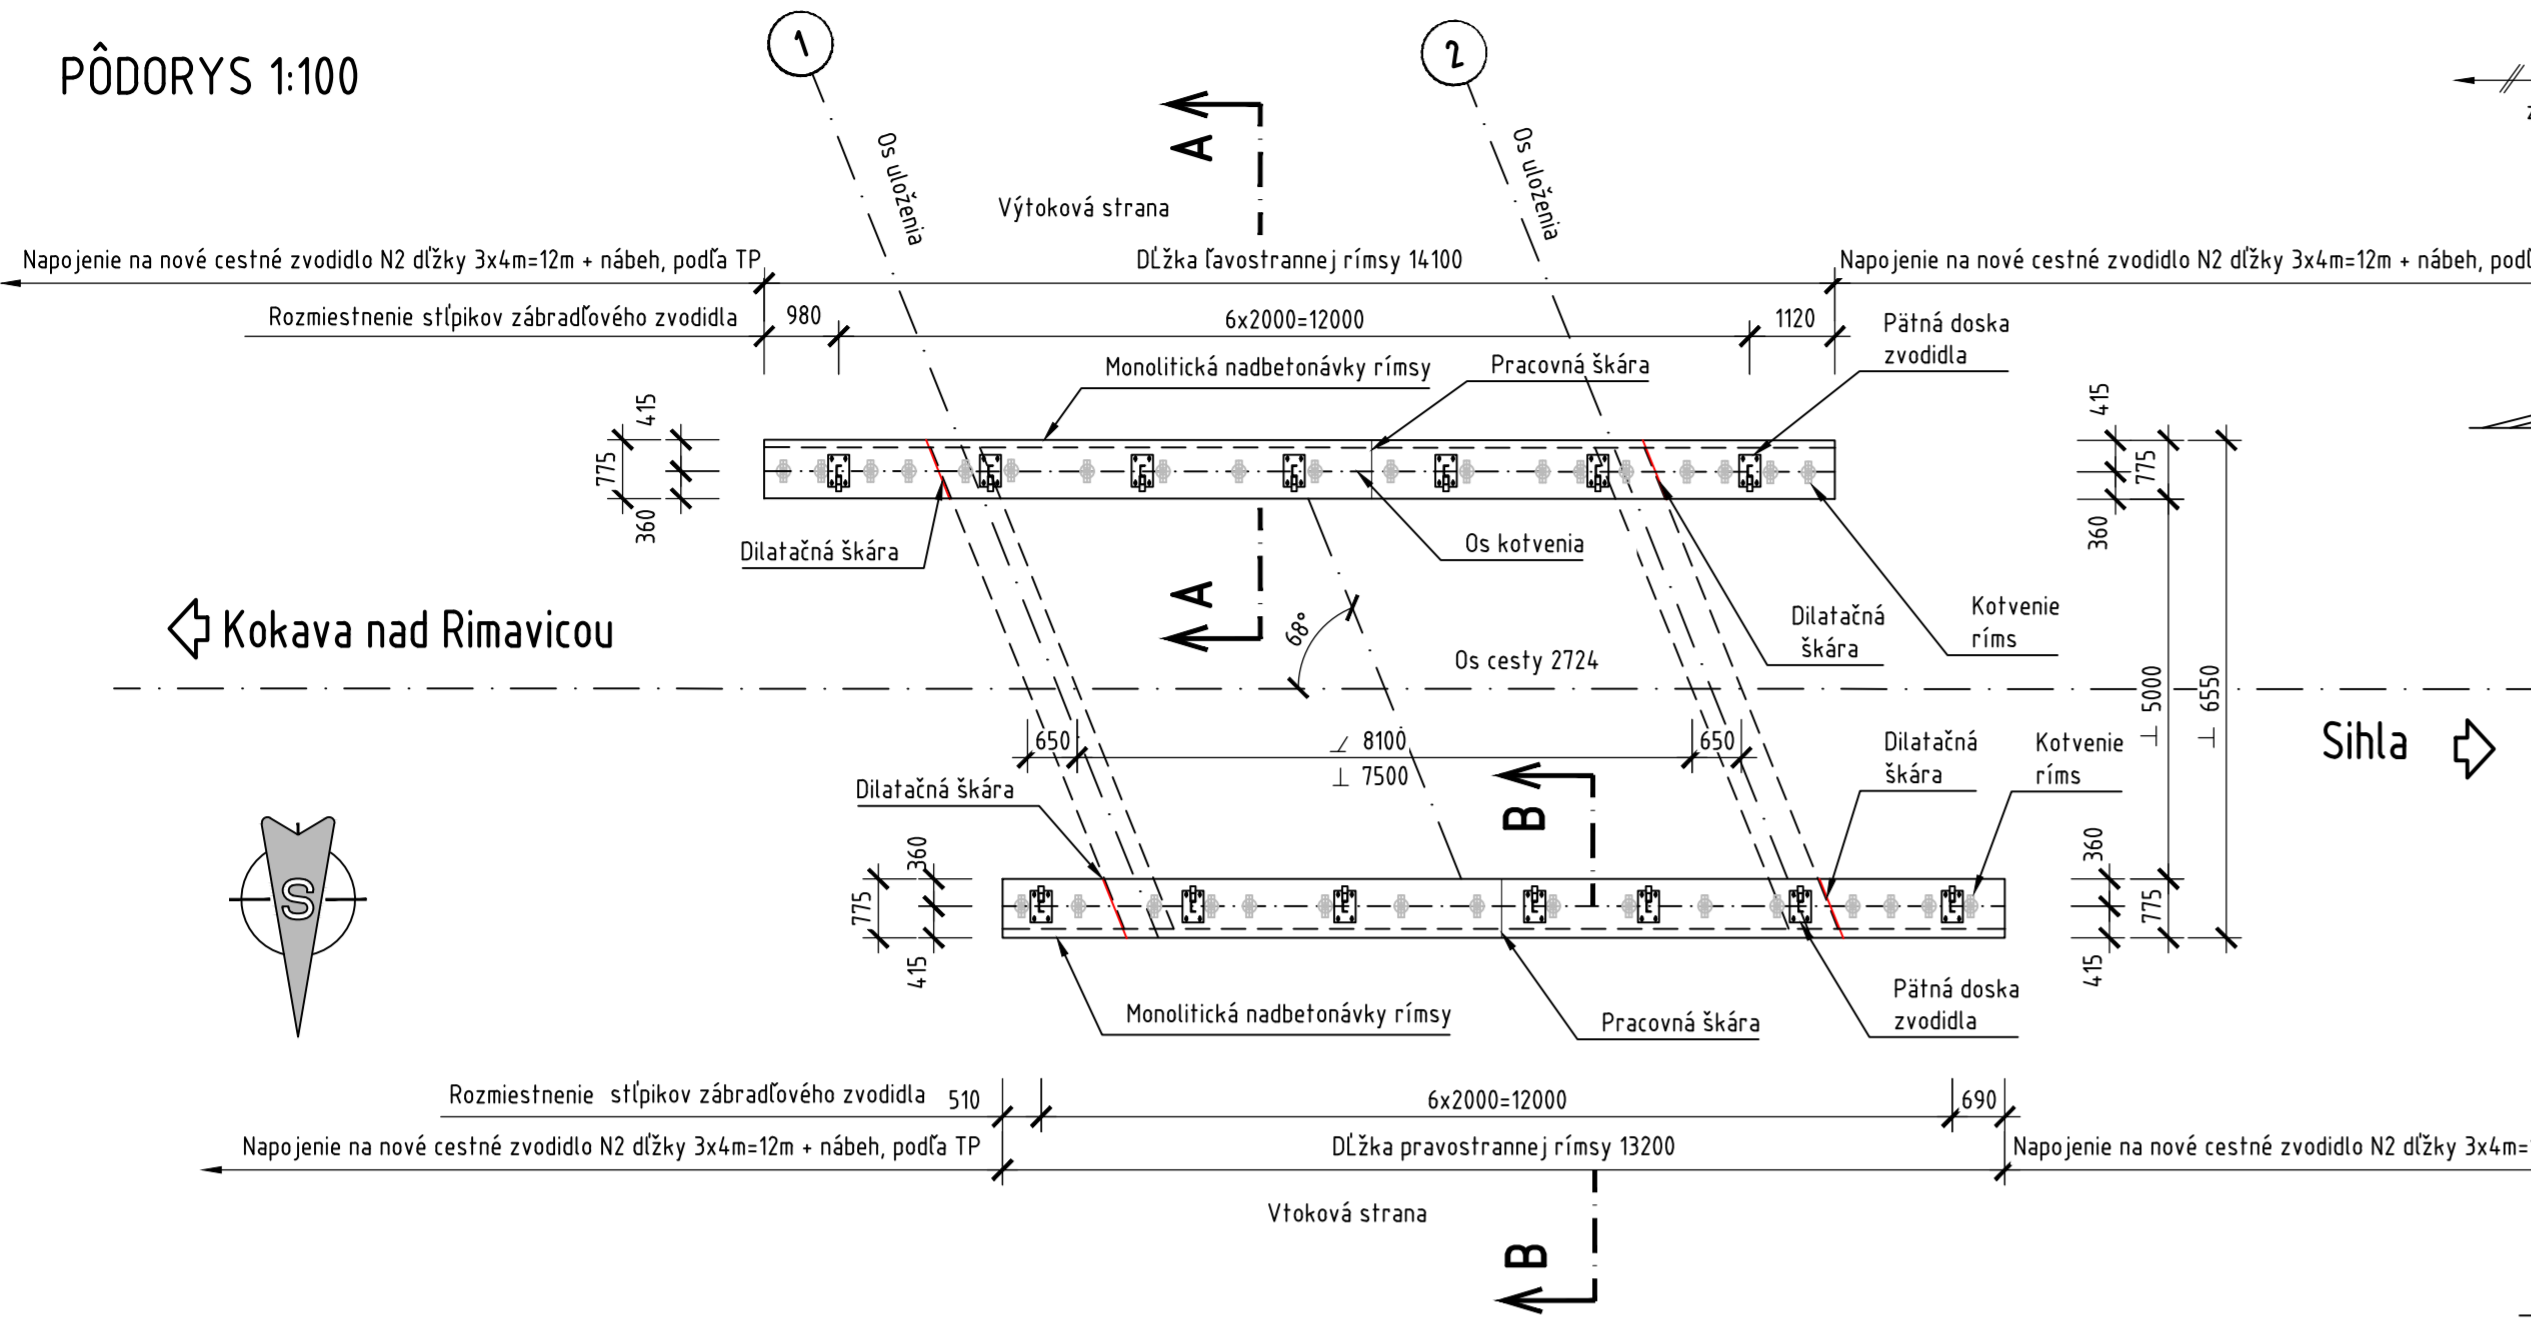 PÔDORYS 1:100
1
2
Os uloženia
Os uloženia
A
Výtoková strana
Napojenie na nové cestné zvodidlo N2 dĺžky 3x4m=12m + nábeh, podľa TP
DĹžka ľavostrannej rímsy 14100
Napojenie na nové cestné zvodidlo N2 dĺžky 3x4m=12m + nábeh,
Rozmiestnenie stĺpikov zábradľového zvodidla
980
6x2000=12000
1120
Pätná doska
zvodidla
Monolitická nadbetonávky rímsy
Pracovná škára
415
775
360
415
775
360
Dilatačná škára
Os kotvenia
A
Kokava nad Rimavicou
68°
Dilatačná
škára
Kotvenie
ríms
Os cesty 2724
⊥ 5000
⊥ 6550
650
∠ 8100
⊥ 7500
650
Sihla
Dilatačná
škára
Kotvenie
ríms
Dilatačná škára
B
S
360
775
415
360
775
415
Monolitická nadbetonávky rímsy
Pracovná škára
Pätná doska
zvodidla
Rozmiestnenie stĺpikov zábradľového zvodidla
510
6x2000=12000
690
Napojenie na nové cestné zvodidlo N2 dĺžky 3x4m=12m + nábeh, podľa TP
DĹžka pravostrannej rímsy 13200
Napojenie na nové cestné zvodidlo N2 dĺžky 3x4m=
Vtoková strana
B